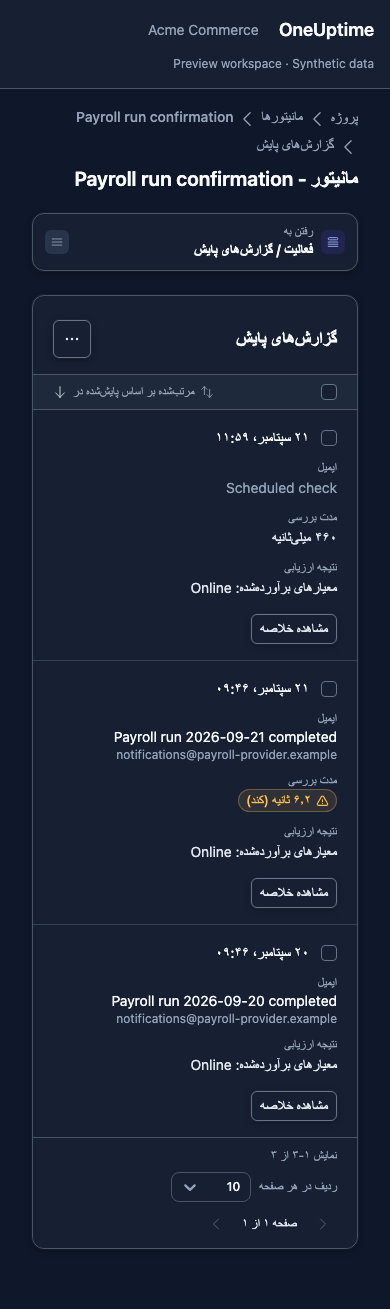 OneUptime
Acme Commerce
Preview workspace · Synthetic data
پروژه
مانیتورها
Payroll run confirmation
گزارش‌های پایش
مانیتور - Payroll run confirmation
رفتن به
فعالیت / گزارش‌های پایش
گزارش‌های پایش
مرتب‌شده بر اساس پایش‌شده در
۲۱ سپتامبر، ۱۱:۵۹
ایمیل
Scheduled check
مدت بررسی
۴۶۰ میلی‌ثانیه
نتیجه ارزیابی
معیارهای برآورده‌شده: Online
مشاهده خلاصه
۲۱ سپتامبر، ۰۹:۴۶
ایمیل
Payroll run 2026-09-21 completed
notifications@payroll-provider.example
مدت بررسی
۶٫۲ ثانیه (کند)
نتیجه ارزیابی
معیارهای برآورده‌شده: Online
مشاهده خلاصه
۲۰ سپتامبر، ۰۹:۴۶
ایمیل
Payroll run 2026-09-20 completed
notifications@payroll-provider.example
نتیجه ارزیابی
معیارهای برآورده‌شده: Online
مشاهده خلاصه
نمایش ۱-۳ از ۳
ردیف در هر صفحه
10
صفحه ۱ از ۱